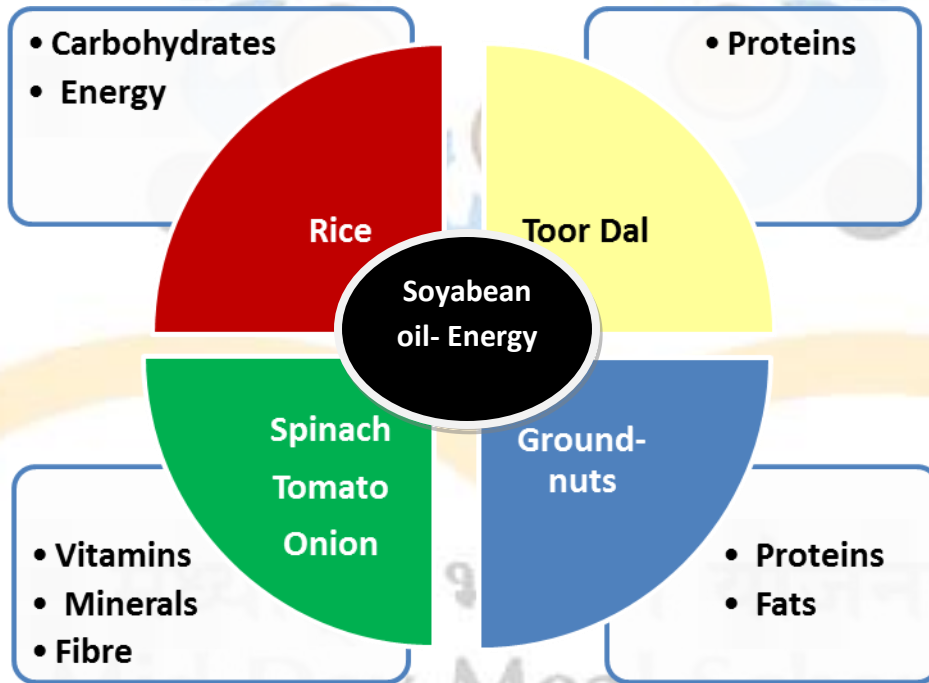 • Carbohydrates
• Energy
• Proteins
Rice
Toor Dal
Soyabean
oil- Energy
Spinach
Tomato
Onion
Ground-
nuts
• Vitamins
• Minerals
• Fibre
• Proteins
• Fats